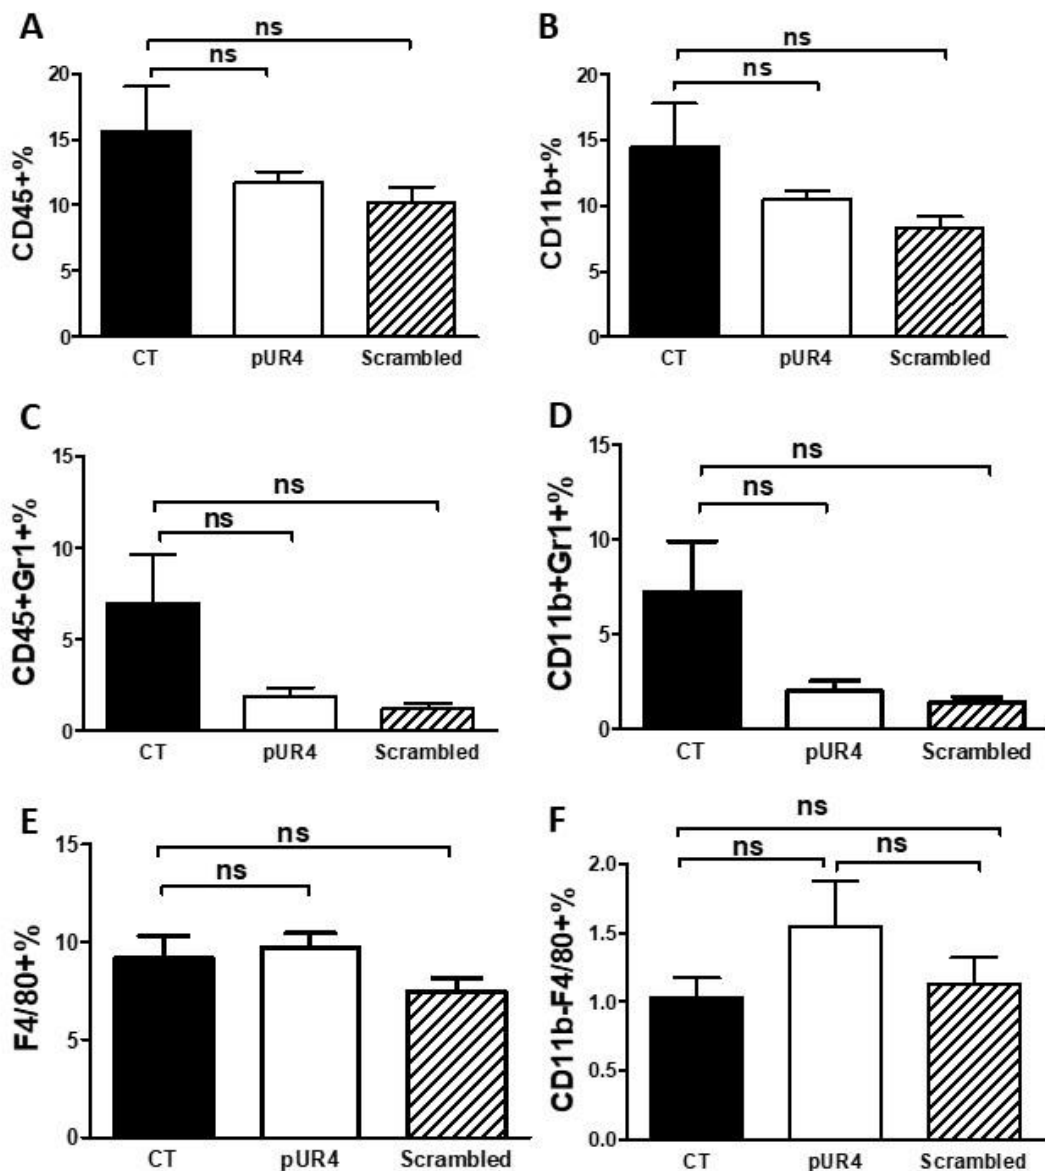 A
ns
ns
CD45+%
20
15
10
5
0
CT pUR4 Scrambled
B
ns
ns
CD11b+%
20
15
10
5
0
CT pUR4 Scrambled
C
ns
ns
CD45+Gr1+%
15
10
5
0
CT pUR4 Scrambled
D
ns
ns
CD11b+Gr1+%
15
10
5
0
CT pUR4 Scrambled
E
ns
ns
F4/80+%
15
10
5
0
CT pUR4 Scrambled
F
ns
ns ns
CD11b-F4/80+%
2.0
1.5
1.0
0.5
0.0
CT pUR4 Scrambled